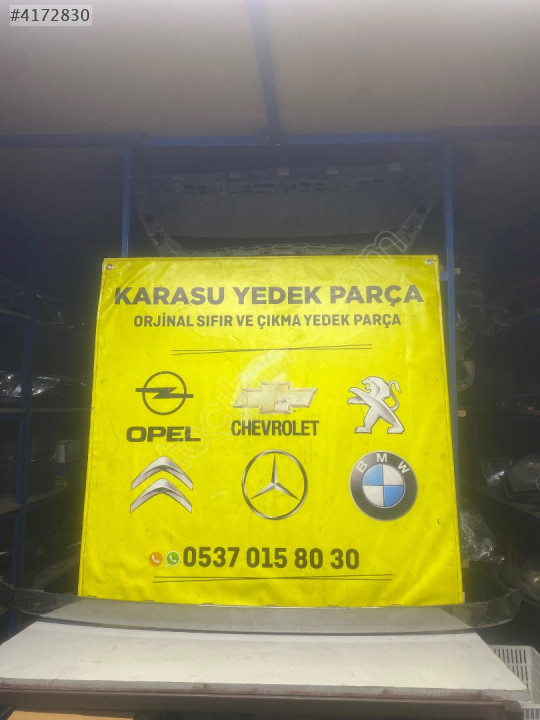 #4172830
KARASU YEDEK PARÇA
ORJİNAL SIFIR VE ÇIKMA YEDEK PARÇA
OPEL
CHEVROLET
BMW
0537 015 80 30